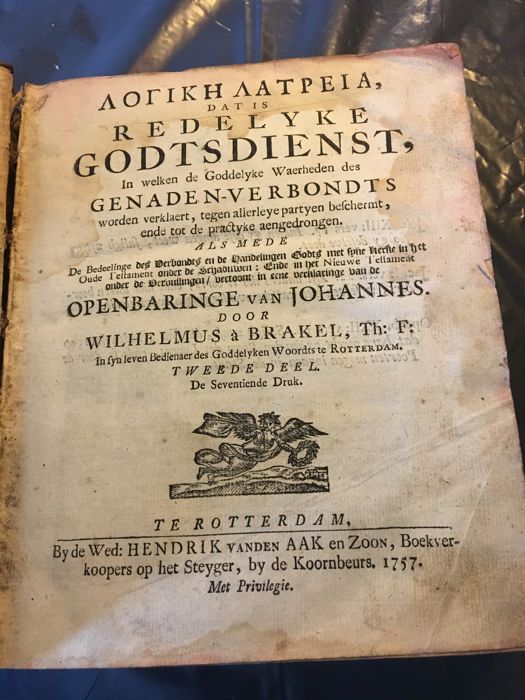 ΛΟΓΙΚΗ ΛΑΤΡΕΙΑ,
DAT IS
REDELYKE
GODTSDIENST,
In welken de Goddelyke Waerheden des
GENADEN-VERBONDTS
worden verklaert, tegen allerleye partyen beschermt,
ende tot de practyke aengedrongen.
ALS MEDE
De Bedeelinge des Verbondts en de Handelingen Godts met syne Kerke in het
Oude Testament onder de Schaduwen: Ende in het Nieuwe Testament
onder de Vervullingen/ vertoont in eene verklaringe van de
OPENBARINGE VAN JOHANNES.
DOOR
WILHELMUS à BRAKEL, Th: F:
In syn leven Bedienaer des Goddelyken Woordts te ROTTERDAM.
TWEEDE DEEL.
De Seventiende Druk.
TE ROTTERDAM,
By de Wed: HENDRIK VANDEN AAK en ZOON, Boekver-
koopers op het Steyger, by de Koornbeurs. 1757.
Met Privilegie.